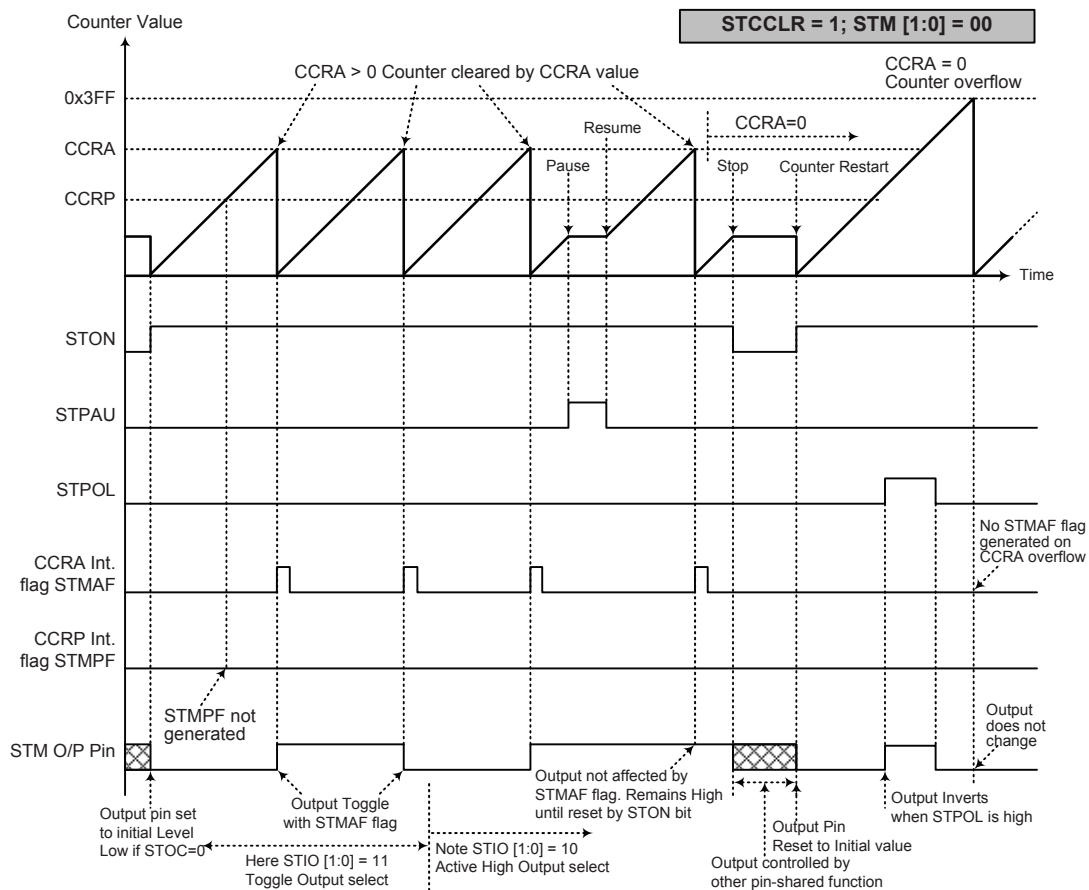 Counter Value
STCCLR = 1; STM [1:0] = 00
CCRA > 0 Counter cleared by CCRA value
CCRA = 0
Counter overflow
0x3FF
CCRA=0
Resume
CCRA
Pause
Stop
Counter Restart
CCRP
Time
STON
STPAU
STPOL
No STMAF flag
generated on
CCRA overflow
CCRA Int.
flag STMAF
CCRP Int.
flag STMPF
STMPF not
generated
Output
does not
change
STM O/P Pin
Output pin set
to initial Level
Low if STOC=0
Output Toggle
with STMAF flag
Output not affected by
STMAF flag. Remains High
until reset by STON bit
Output Inverts
when STPOL is high
Output Pin
Reset to Initial value
Here STIO [1:0] = 11
Toggle Output select
Note STIO [1:0] = 10
Active High Output select
Output controlled by
other pin-shared function